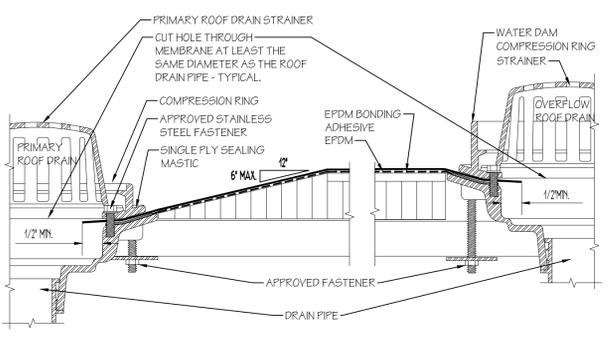 PRIMARY ROOF DRAIN STRAINER
CUT HOLE THROUGH
MEMBRANE AT LEAST THE
SAME DIAMETER AS THE ROOF
DRAIN PIPE - TYPICAL.
COMPRESSION RING
APPROVED STAINLESS
STEEL FASTENER
SINGLE PLY SEALING
MASTIC
PRIMARY
ROOF DRAIN
1/2" MIN.
12"
6" MAX.
EPDM BONDING
ADHESIVE
EPDM
WATER DAM
COMPRESSION RING
STRAINER
OVERFLOW
ROOF DRAIN
1/2"MIN.
APPROVED FASTENER
DRAIN PIPE